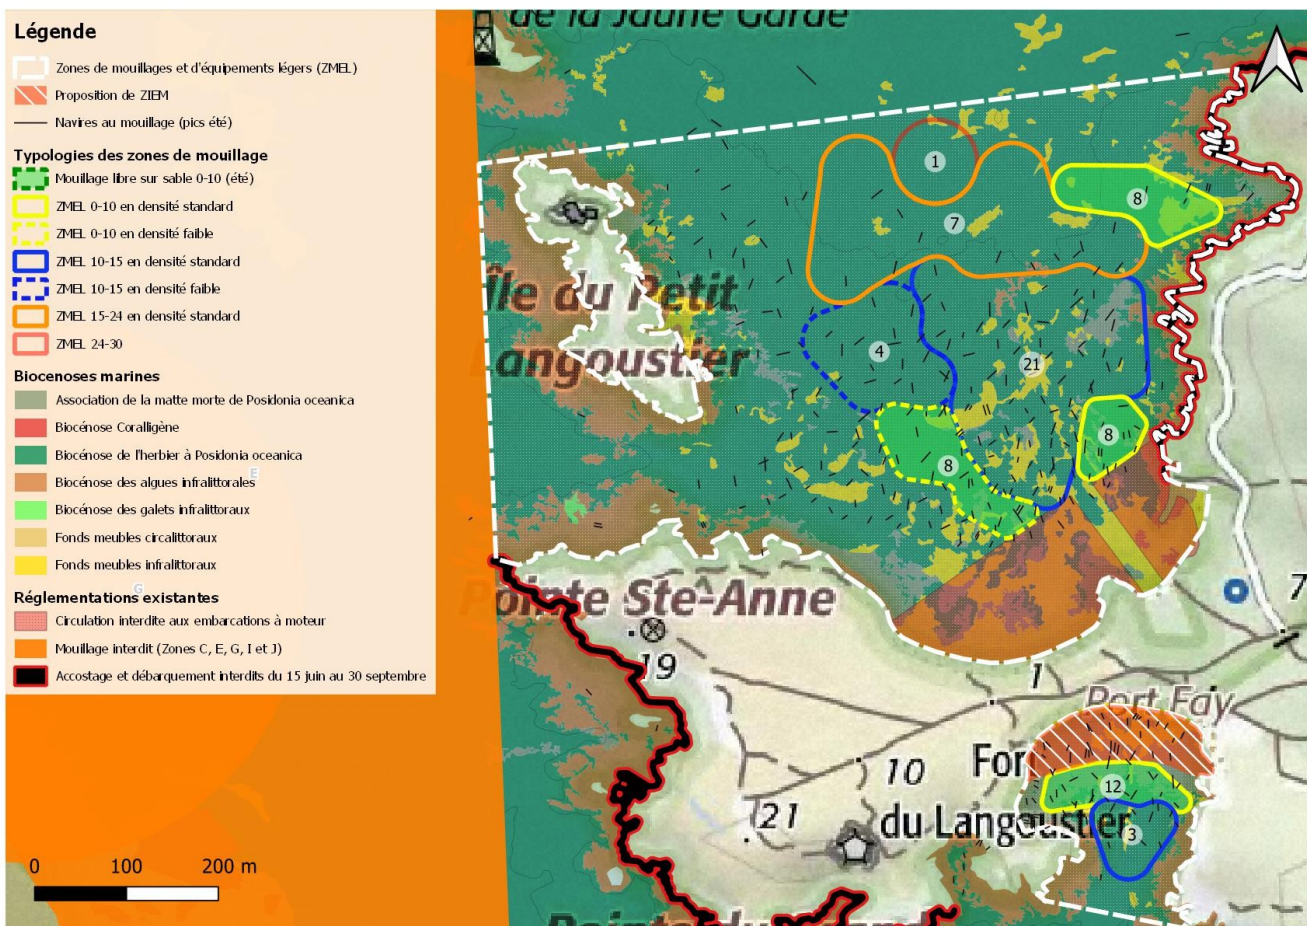 Légende
Zones de mouillages et d'équipements légers (ZMEL)
Proposition de ZIEM
Navires au mouillage (pics été)
Typologies des zones de mouillage
Mouillage libre sur sable 0-10 (été)
ZMEL 0-10 en densité standard
ZMEL 0-10 en densité faible
ZMEL 10-15 en densité standard
ZMEL 10-15 en densité faible
ZMEL 15-24 en densité standard
ZMEL 24-30
Biocenoses marines
Association de la matte morte de Posidonia oceanica
Biocénose Coralligène
Biocénose de l'herbier à Posidonia oceanica
Biocénose des algues infralittorales
E
Biocénose des galets infralittoraux
Fonds meubles circalittoraux
Fonds meubles infralittoraux
G
Réglementations existantes
Circulation interdite aux embarcations à moteur
Mouillage interdit (Zones C, E, G, I et J)
Accostage et débarquement interdits du 15 juin au 30 septembre
0 100 200 m
de la Jaune Garde
1
8
7
Île du Petit
Langoustier
4
21
8
8
Pointe Ste-Anne
7
19
1
Port Fay
10
For
12
21
du Langoustier
3